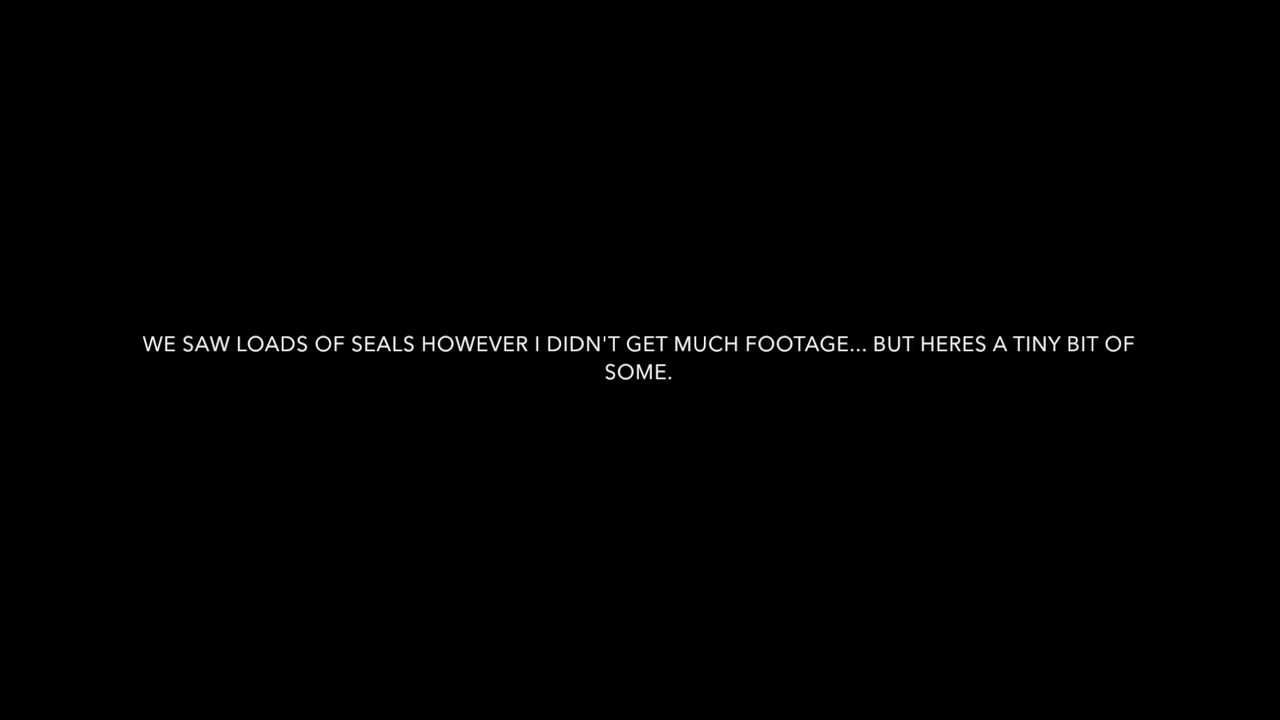 WE SAW LOADS OF SEALS HOWEVER I DIDN'T GET MUCH FOOTAGE... BUT HERES A TINY BIT OF
SOME.